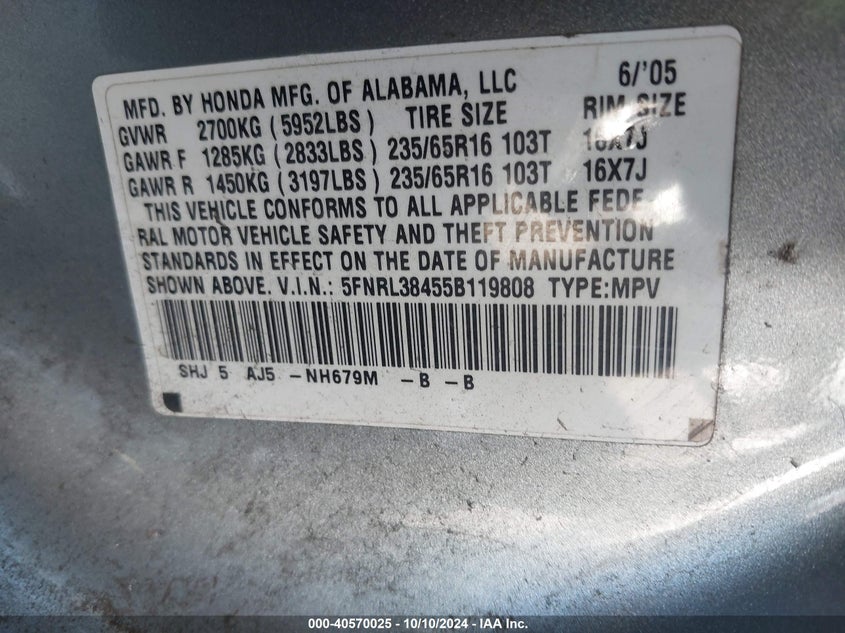 MFD. BY HONDA MFG. OF ALABAMA, LLC 6/'05
GVWR 2700KG (5952LBS) TIRE SIZE RIM SIZE
GAWR F 1285KG (2833LBS) 235/65R16 103T 16X7J
GAWR R 1450KG (3197LBS) 235/65R16 103T 16X7J
THIS VEHICLE CONFORMS TO ALL APPLICABLE FEDE-
RAL MOTOR VEHICLE SAFETY AND THEFT PREVENTION
STANDARDS IN EFFECT ON THE DATE OF MANUFACTURE
SHOWN ABOVE. V.I.N.: 5FNRL38455B119808 TYPE:MPV
SHJ 5 AJ5 -NH679M -B -B
000-40570025 - 10/10/2024 - IAA Inc.